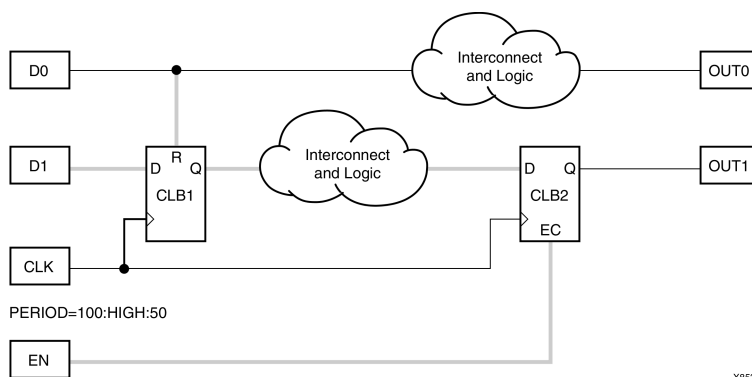 Interconnect
and Logic
D0
OUT0
Interconnect
and Logic
D1
R
D Q
CLB1
D Q
CLB2
EC
OUT1
CLK
PERIOD=100:HIGH:50
EN